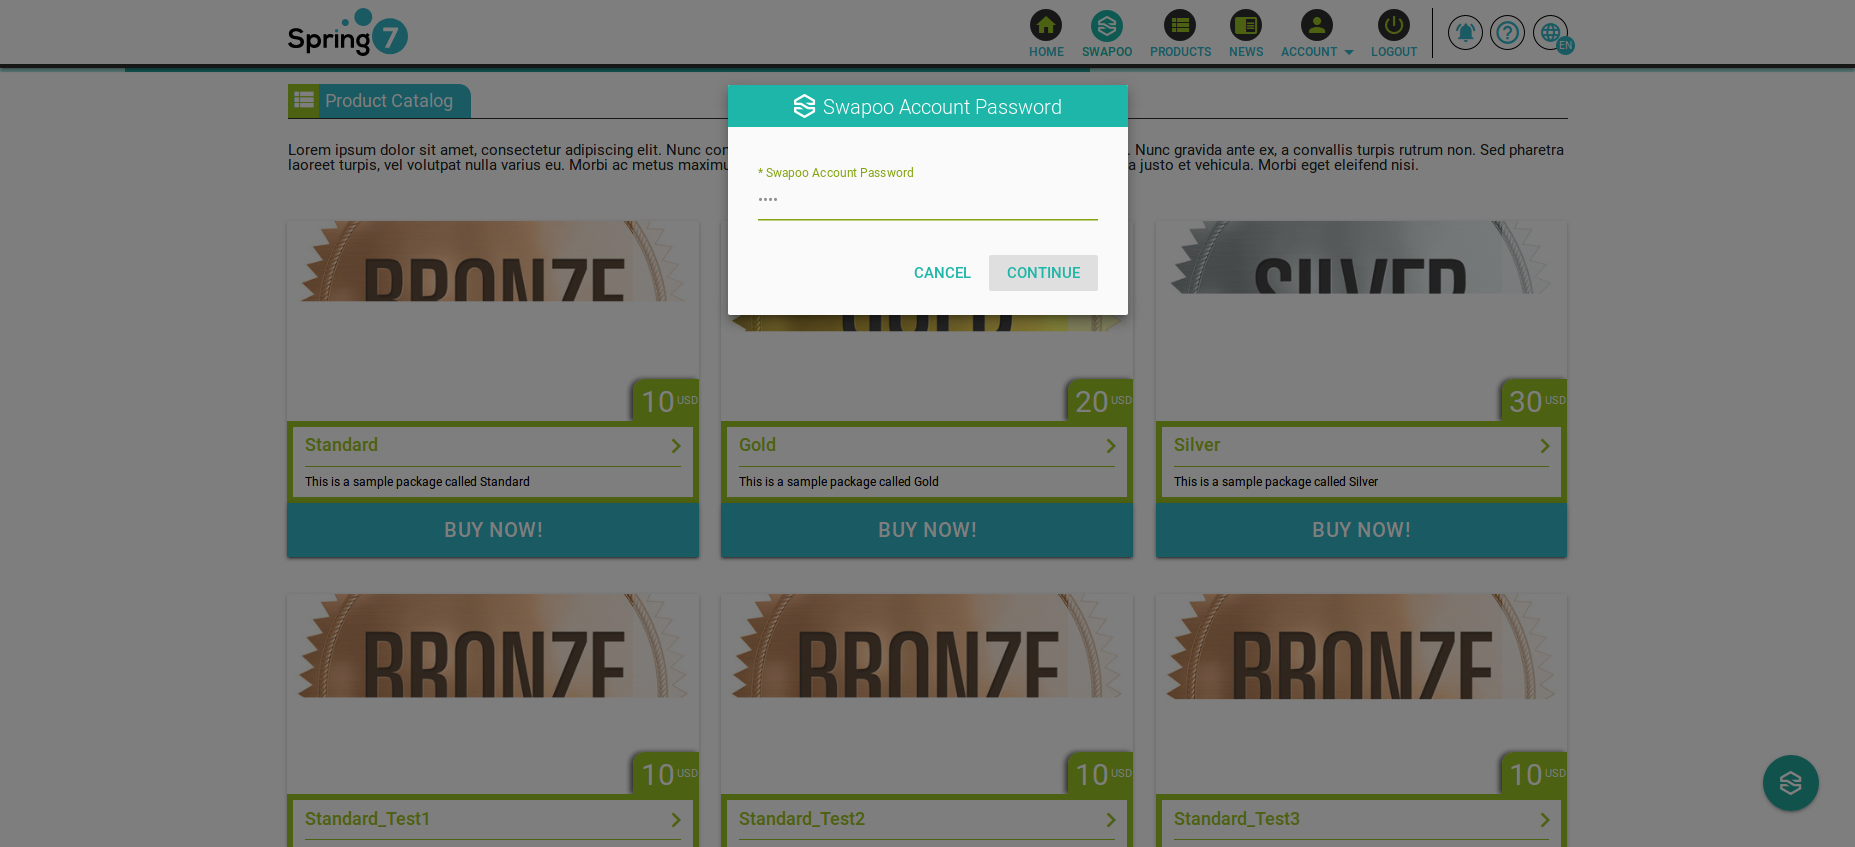 Spring 7
HOME
SWAPOO
PRODUCTS
NEWS
ACCOUNT
LOGOUT
EN
Product Catalog
Lorem ipsum dolor sit amet, consectetur adipiscing elit. Nunc
. Nunc gravida ante ex, a convallis turpis rutrum non. Sed pharetra
laoreet turpis, vel volutpat nulla varius eu. Morbi ac metus
a justo et vehicula. Morbi eget eleifend nisi.
Swapoo Account Password
* Swapoo Account Password
••••
CANCEL
CONTINUE
BRONZE
GOLD
SILVER
10 USD
20 USD
30 USD
Standard
Gold
Silver
This is a sample package called Standard
This is a sample package called Gold
This is a sample package called Silver
BUY NOW!
BUY NOW!
BUY NOW!
BRONZE
BRONZE
BRONZE
10 USD
10 USD
10 USD
Standard_Test1
Standard_Test2
Standard_Test3